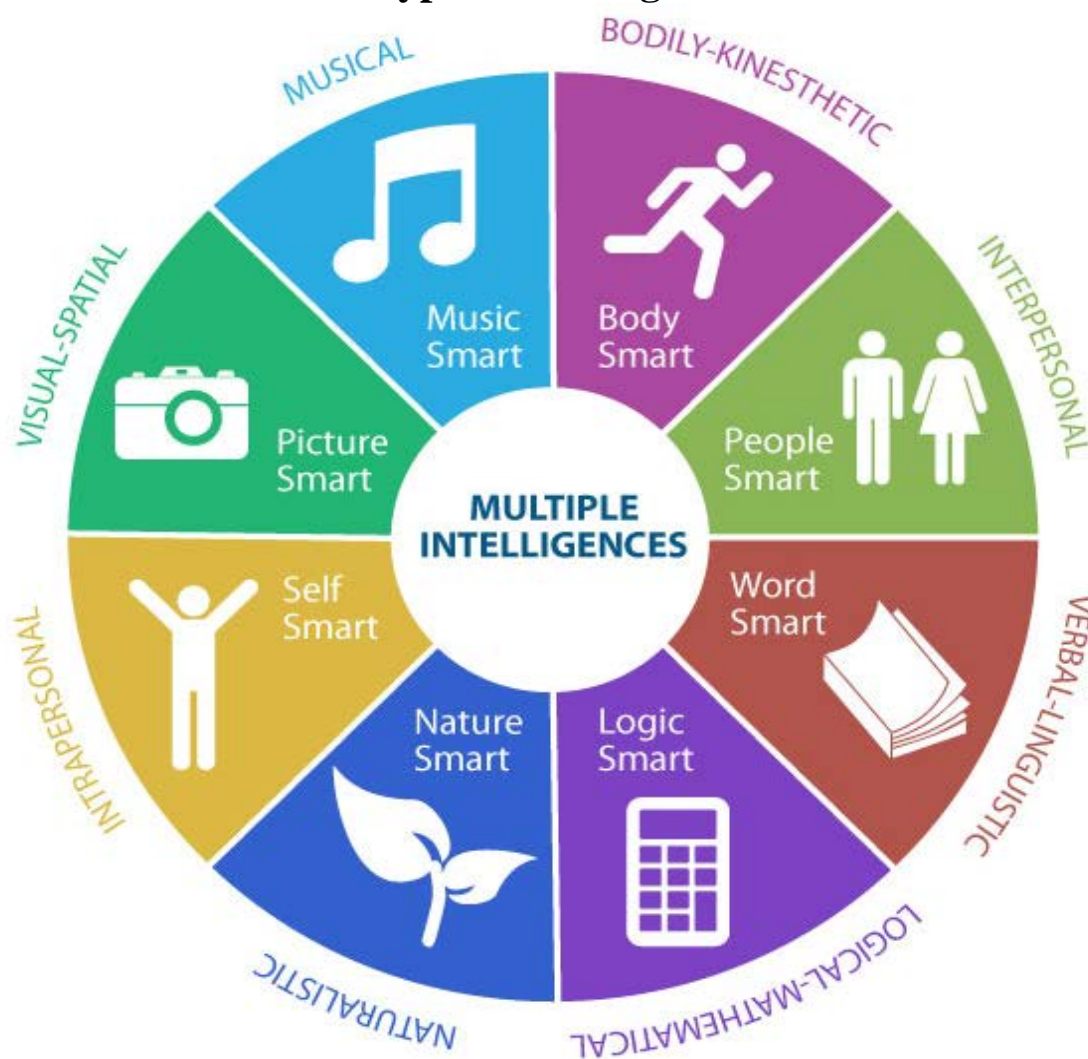 MUSICAL
BODILY-KINESTHETIC
VISUAL-SPATIAL
INTERPERSONAL
Music
Smart
Body
Smart
Picture
Smart
People
Smart
MULTIPLE
INTELLIGENCES
Self
Smart
Word
Smart
Nature
Smart
Logic
Smart
INTRAPERSONAL
VERBAL-LINGUISTIC
NATURALISTIC
LOGICAL-MATHEMATICAL